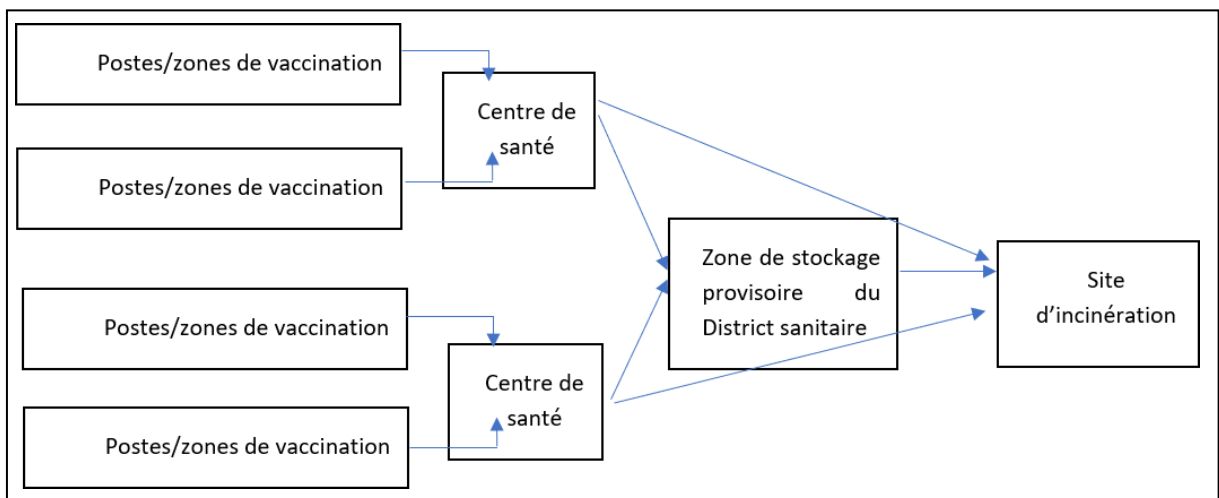 Postes/zones de vaccination
Postes/zones de vaccination
Centre de
santé
Zone de stockage
provisoire du
District sanitaire
Site
d’incinération
Postes/zones de vaccination
Postes/zones de vaccination
Centre de
santé